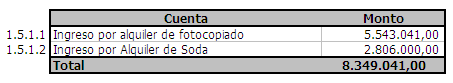 Cuenta Monto
1.5.1.1 Ingreso por alquiler de fotocopiado 5.543.041,00
1.5.1.2 Ingreso por Alquiler de Soda 2.806.000,00
Total 8.349.041,00